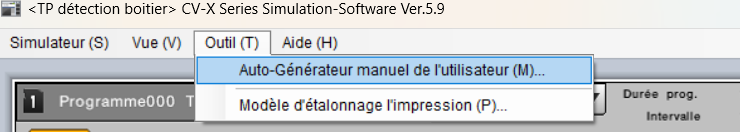 <TP détection boitier> CV-X Series Simulation-Software Ver.5.9
Simulateur (S) Vue (V) Outil (T) Aide (H)
Auto-Générateur manuel de l'utilisateur (M)...
1 Programme000 T Durée prog.
Modèle d'étalonnage l'impression (P)...
Intervalle